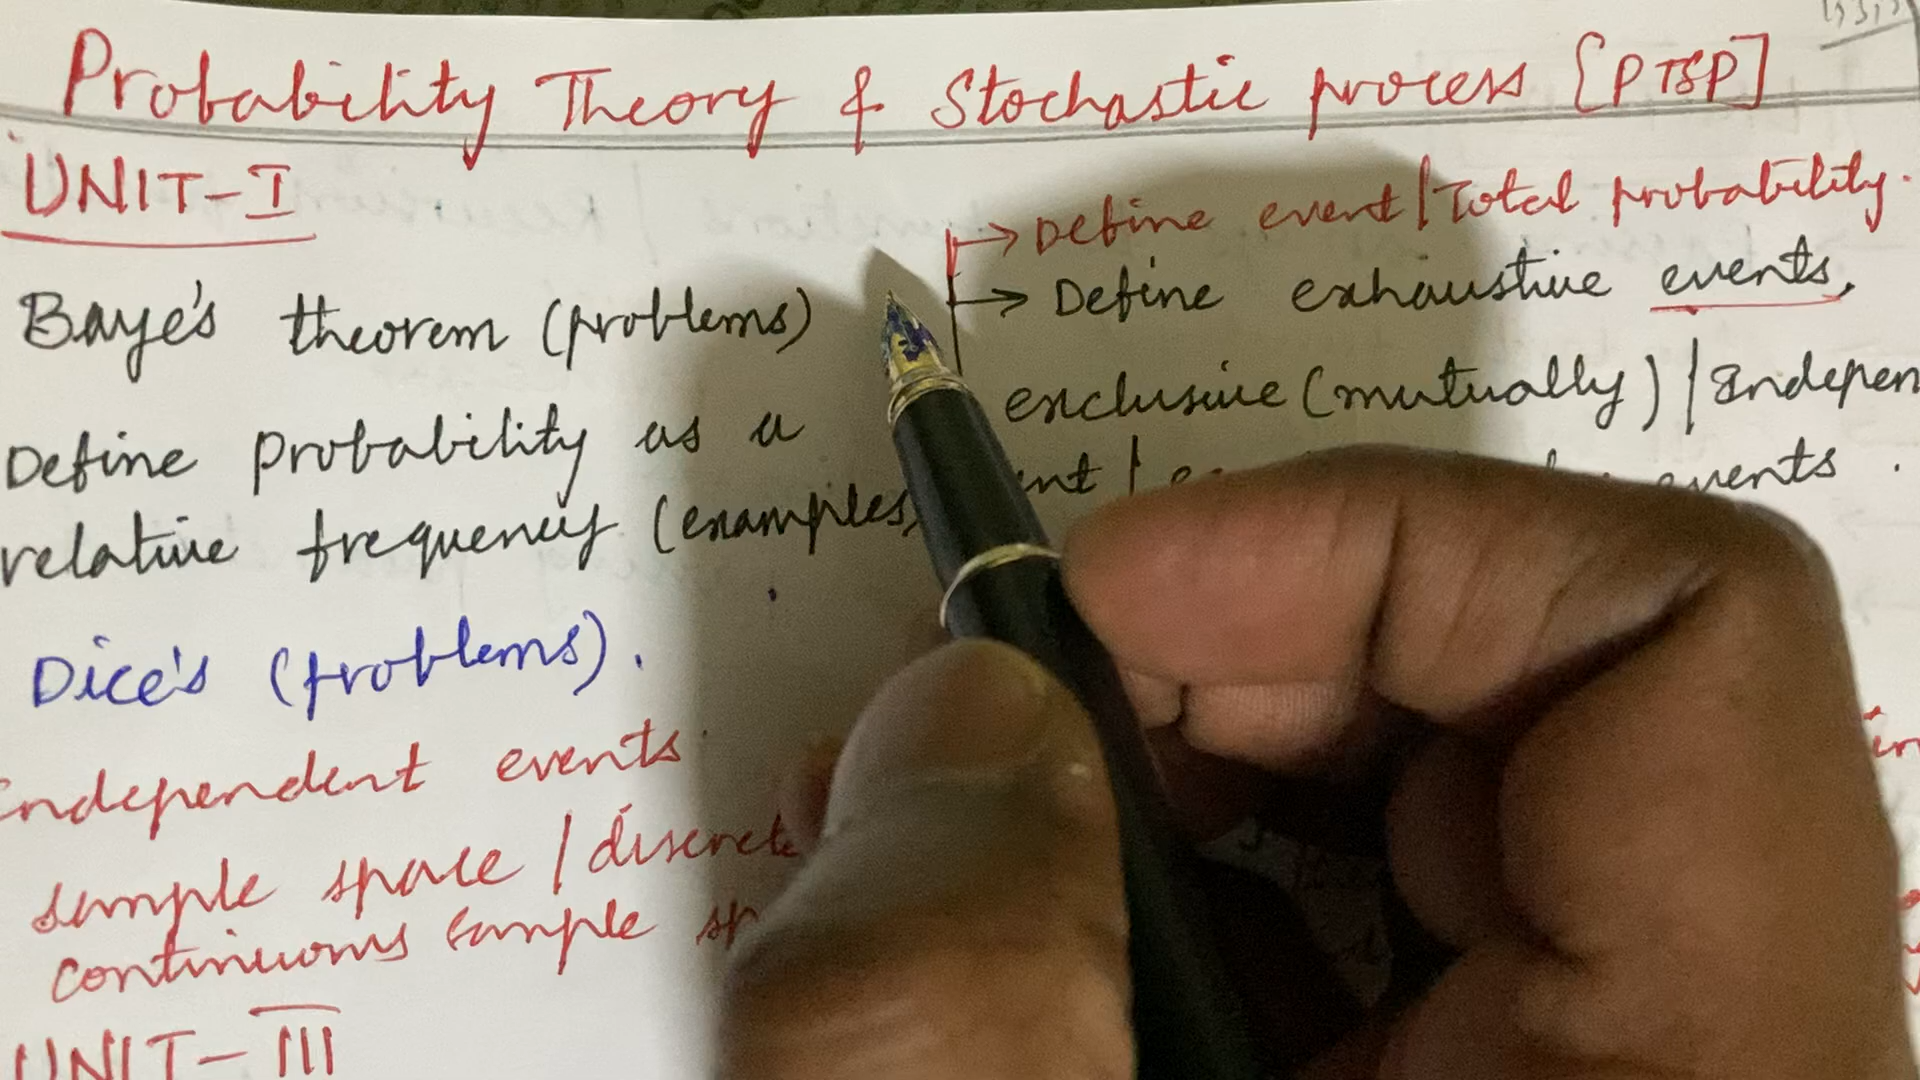 Probability Theory & Stochastic process [PTSP]
UNIT-I
Baye's theorem (problems)
Define probability as a
relative frequency (examples)
Dice's (problems).
Independent events
sample space / discrete
continuous sample
UNIT-III
→ Define event / Total probability.
→ Define exhaustive events,
exclusive (mutually) / Indepen
events.